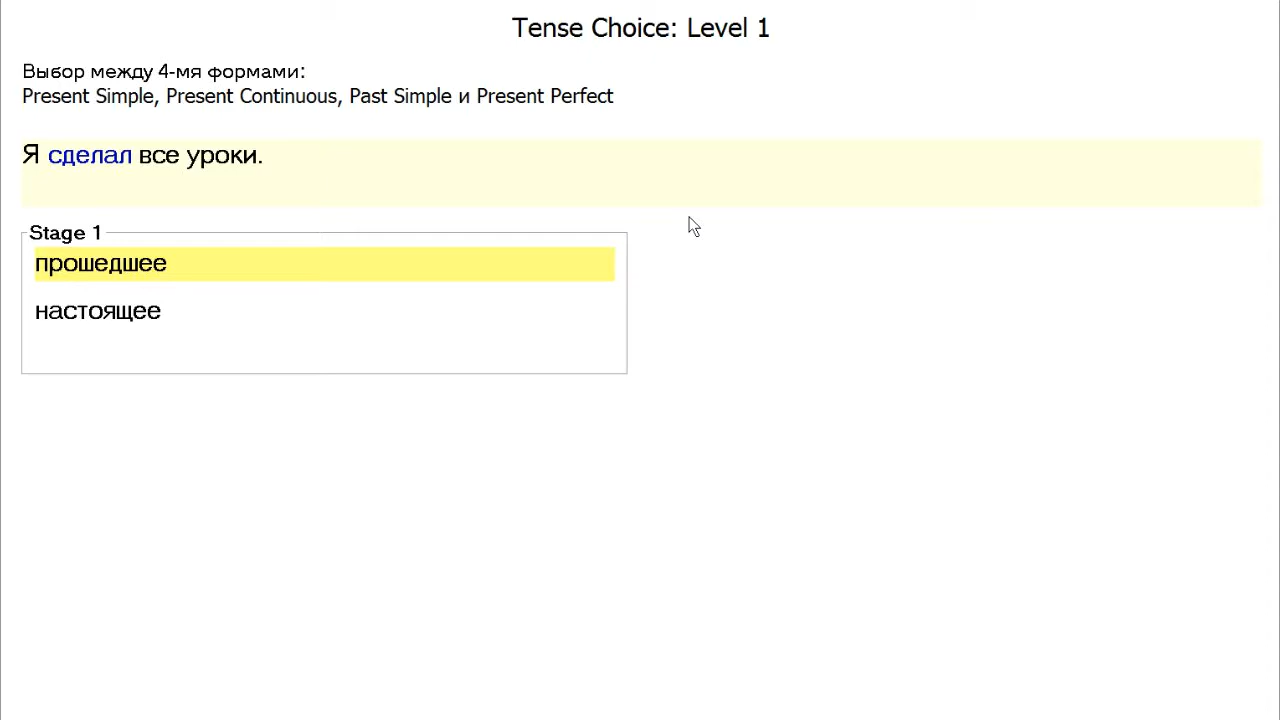 Tense Choice: Level 1
Выбор между 4-мя формами:
Present Simple, Present Continuous, Past Simple и Present Perfect
Я сделал все уроки.
Stage 1
прошедшее
настоящее